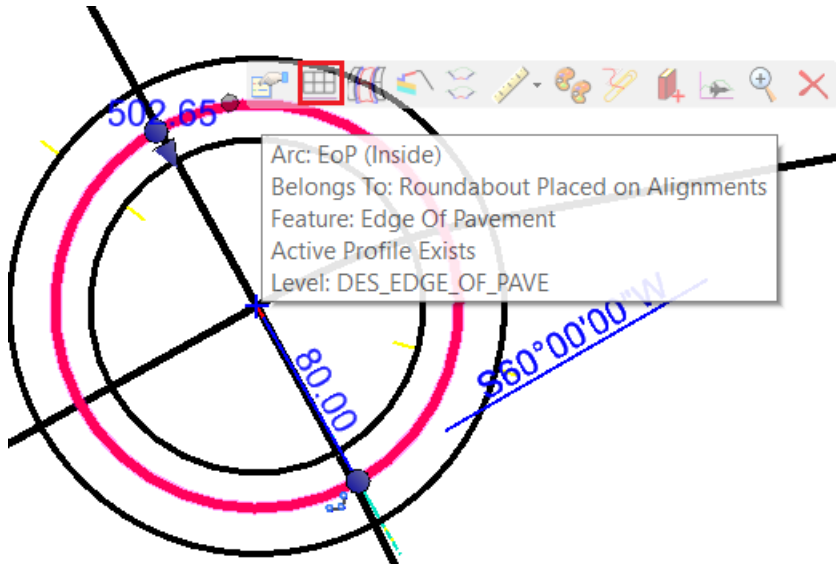 502.65
Arc: EoP (Inside)
Belongs To: Roundabout Placed on Alignments
Feature: Edge Of Pavement
Active Profile Exists
Level: DES_EDGE_OF_PAVE
S60°00'00"W
80.00